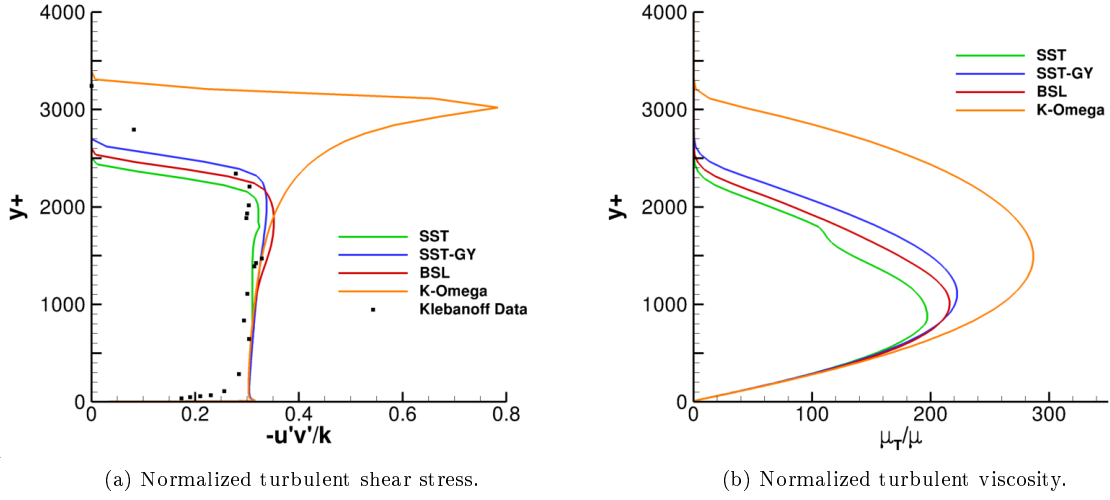 4000
3000
2000
1000
0
y+
0
0.2
0.4
0.6
0.8
-u'v'/k
SST
SST-GY
BSL
K-Omega
Klebanoff Data
(a) Normalized turbulent shear stress.
4000
3000
2000
1000
0
y+
0
100
200
300
μT/μ
SST
SST-GY
BSL
K-Omega
(b) Normalized turbulent viscosity.